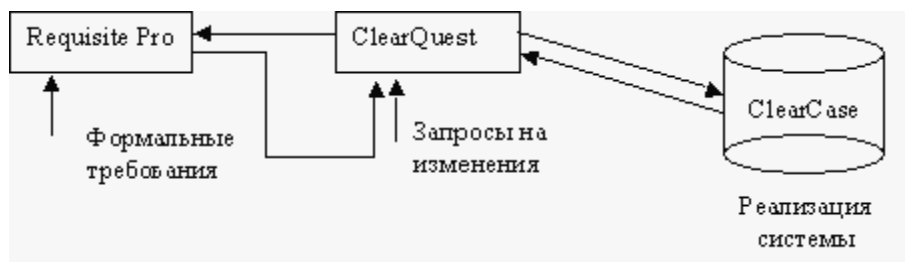 Requisite Pro
ClearQuest
ClearCase
Формальные
требования
Запросы на
изменения
Реализация
системы